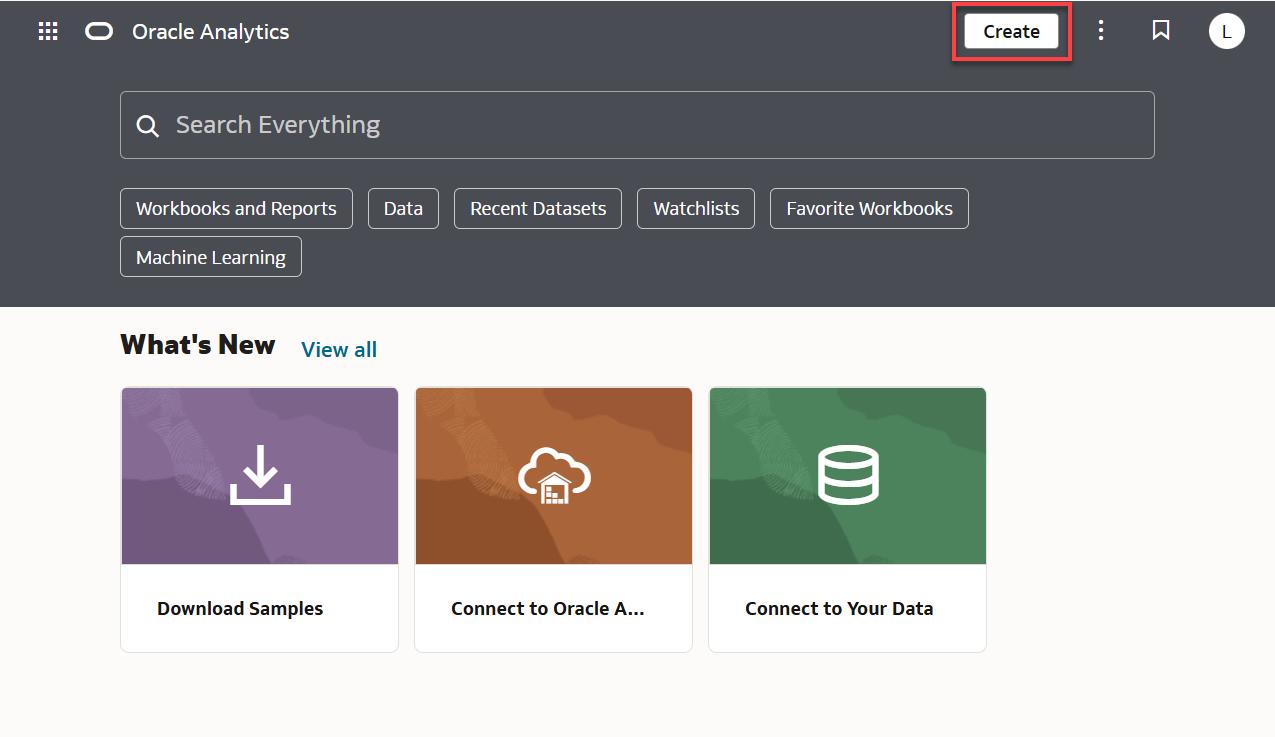 Oracle Analytics
Create
L
Search Everything
Workbooks and Reports
Data
Recent Datasets
Watchlists
Favorite Workbooks
Machine Learning
What's New
View all
Download Samples
Connect to Oracle A...
Connect to Your Data